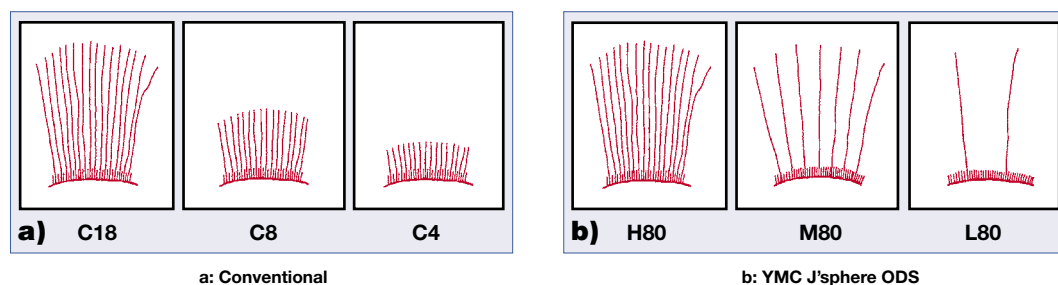 a) C18 C8 C4
b) H80 M80 L80
a: Conventional
b: YMC J'sphere ODS